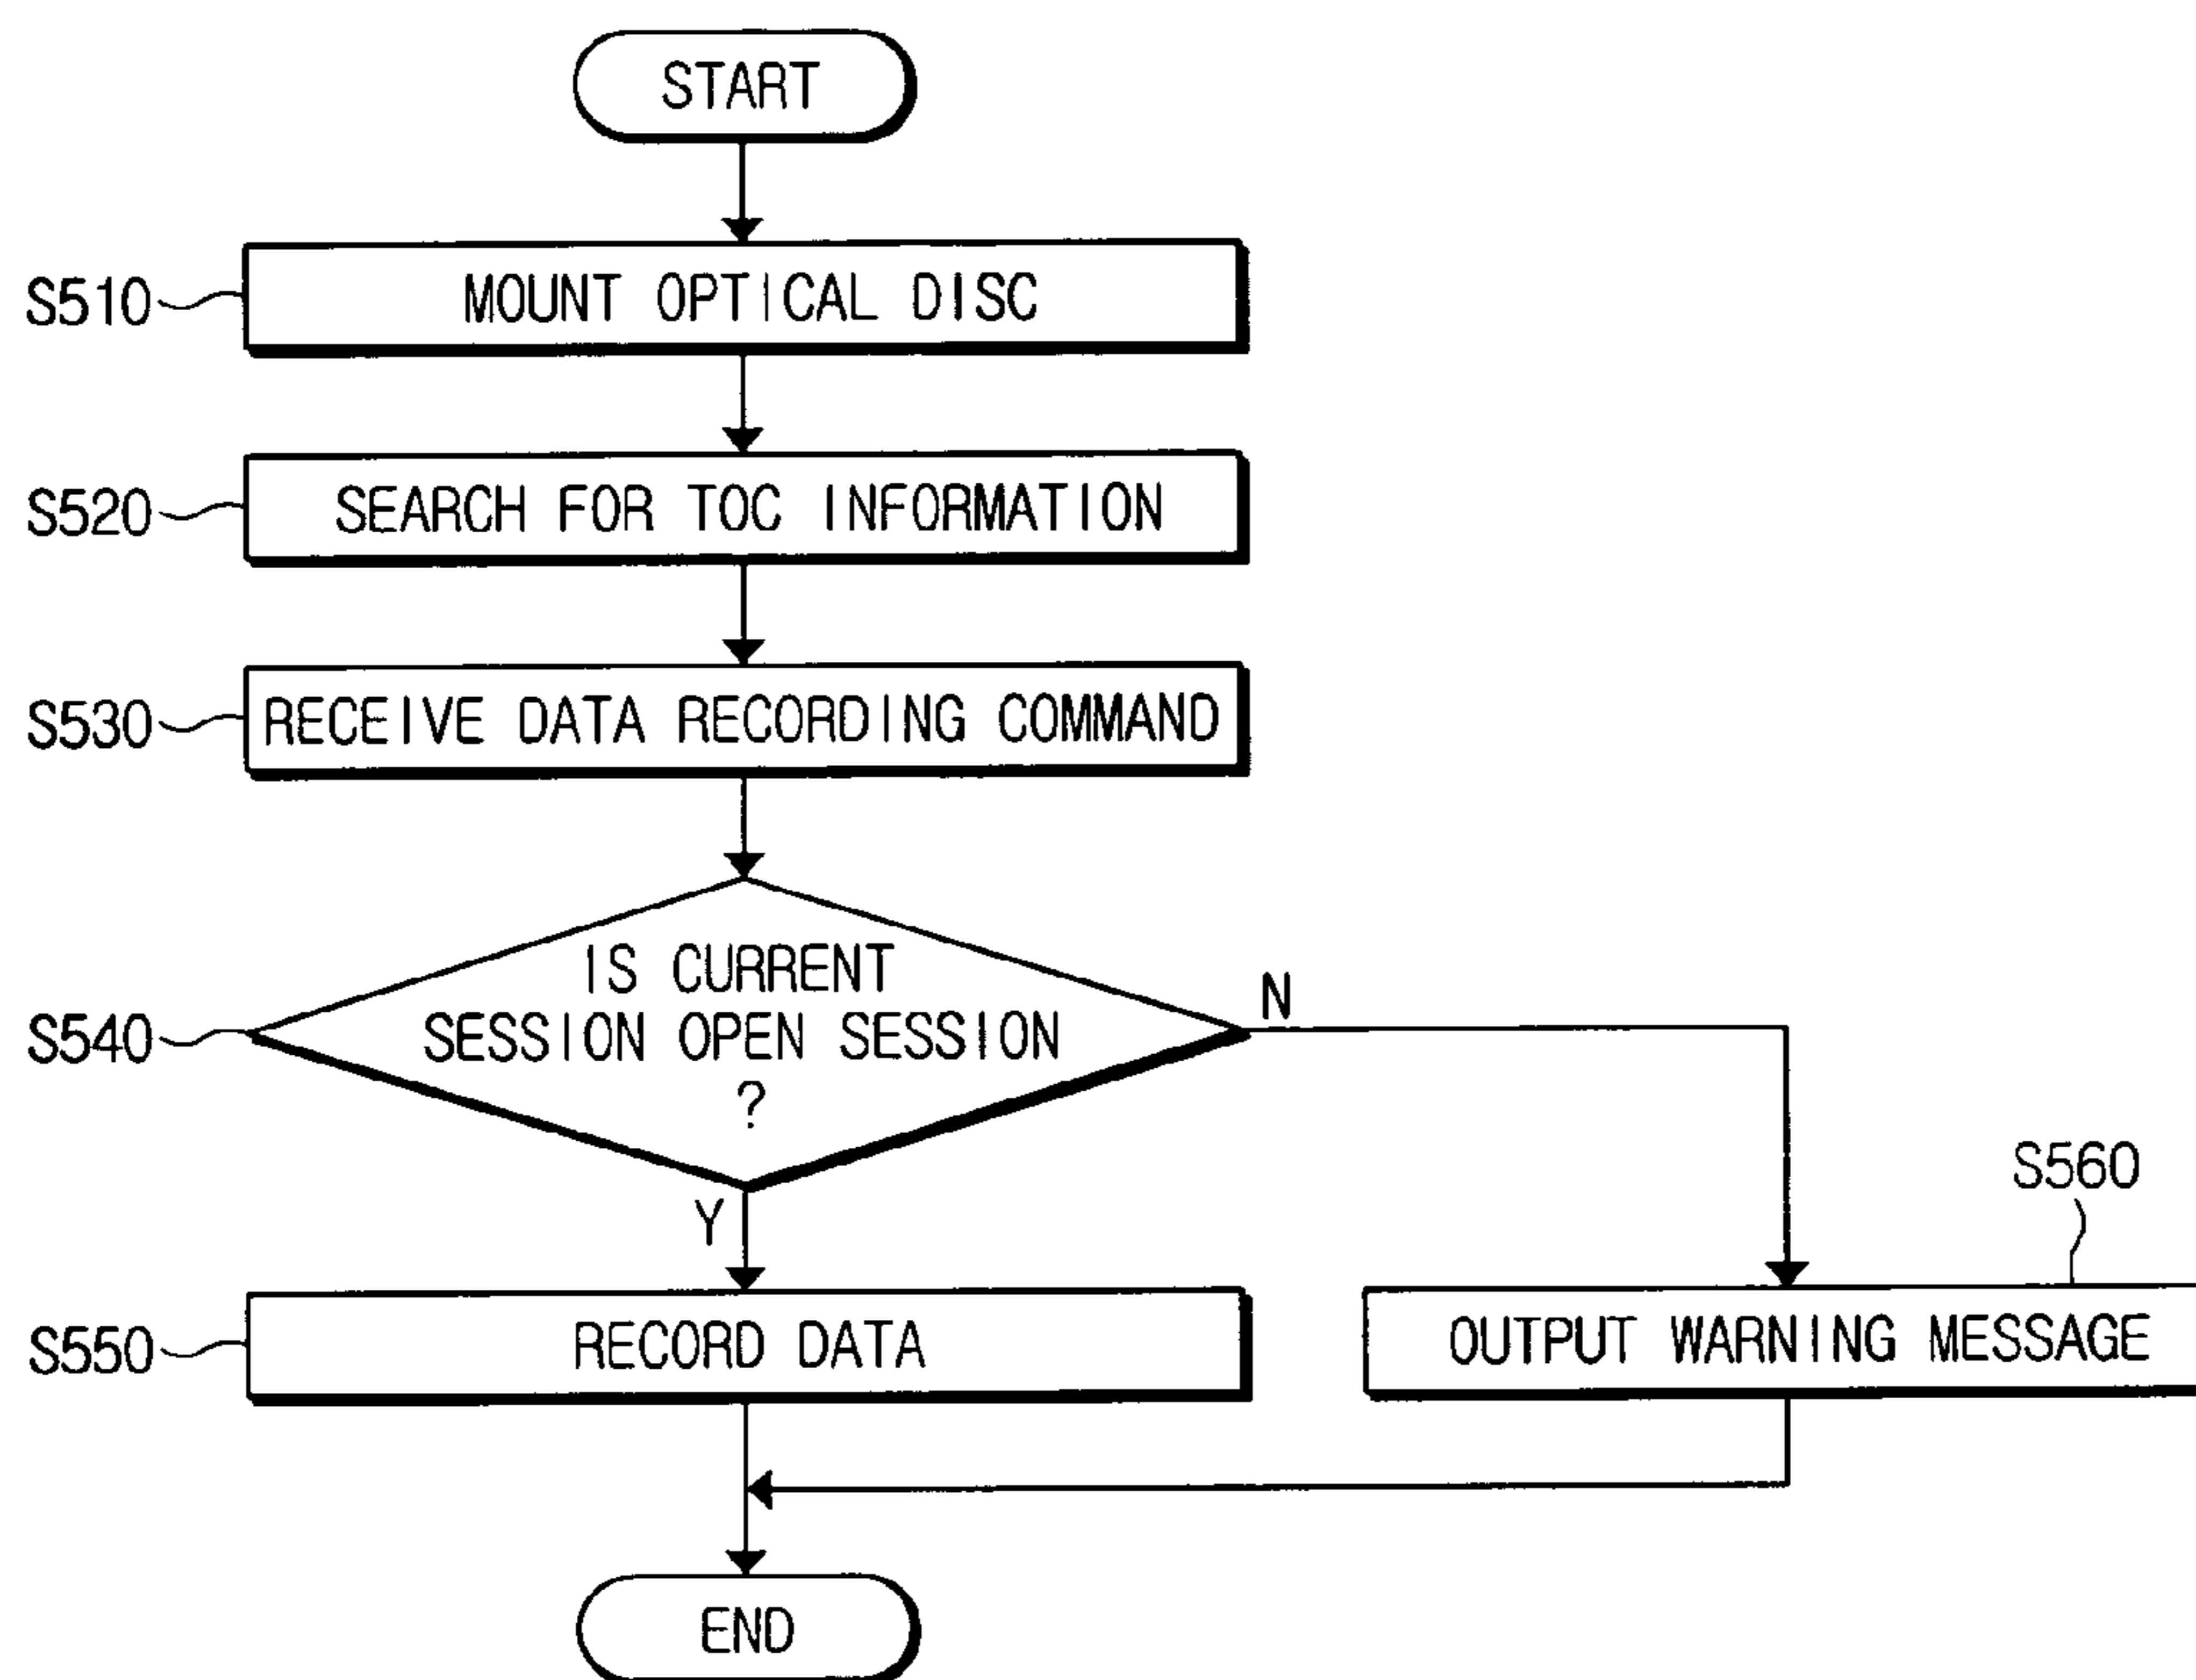 START
S510
MOUNT OPTICAL DISC
S520
SEARCH FOR TOC INFORMATION
S530
RECEIVE DATA RECORDING COMMAND
S540
IS CURRENT
SESSION OPEN SESSION
?
N
Y
S560
S550
RECORD DATA
OUTPUT WARNING MESSAGE
END